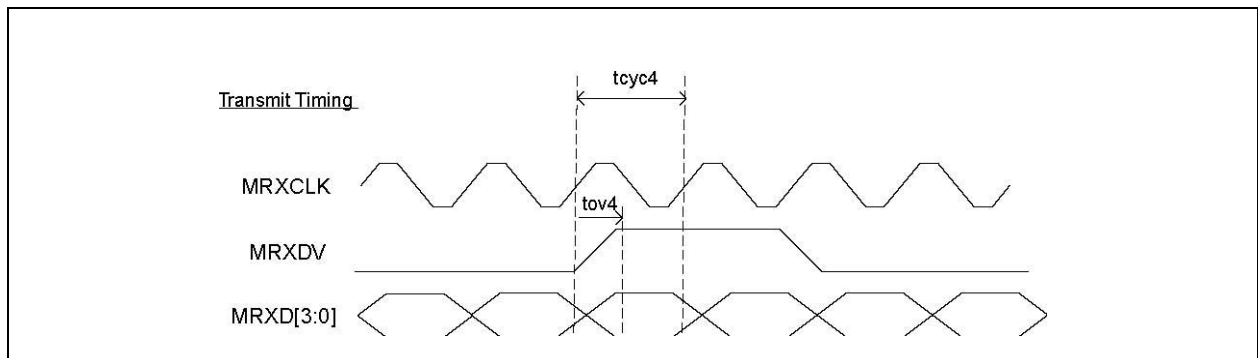 tcyc4
Transmit Timing
MRXCLK
tov4
MRXDV
MRXD[3:0]